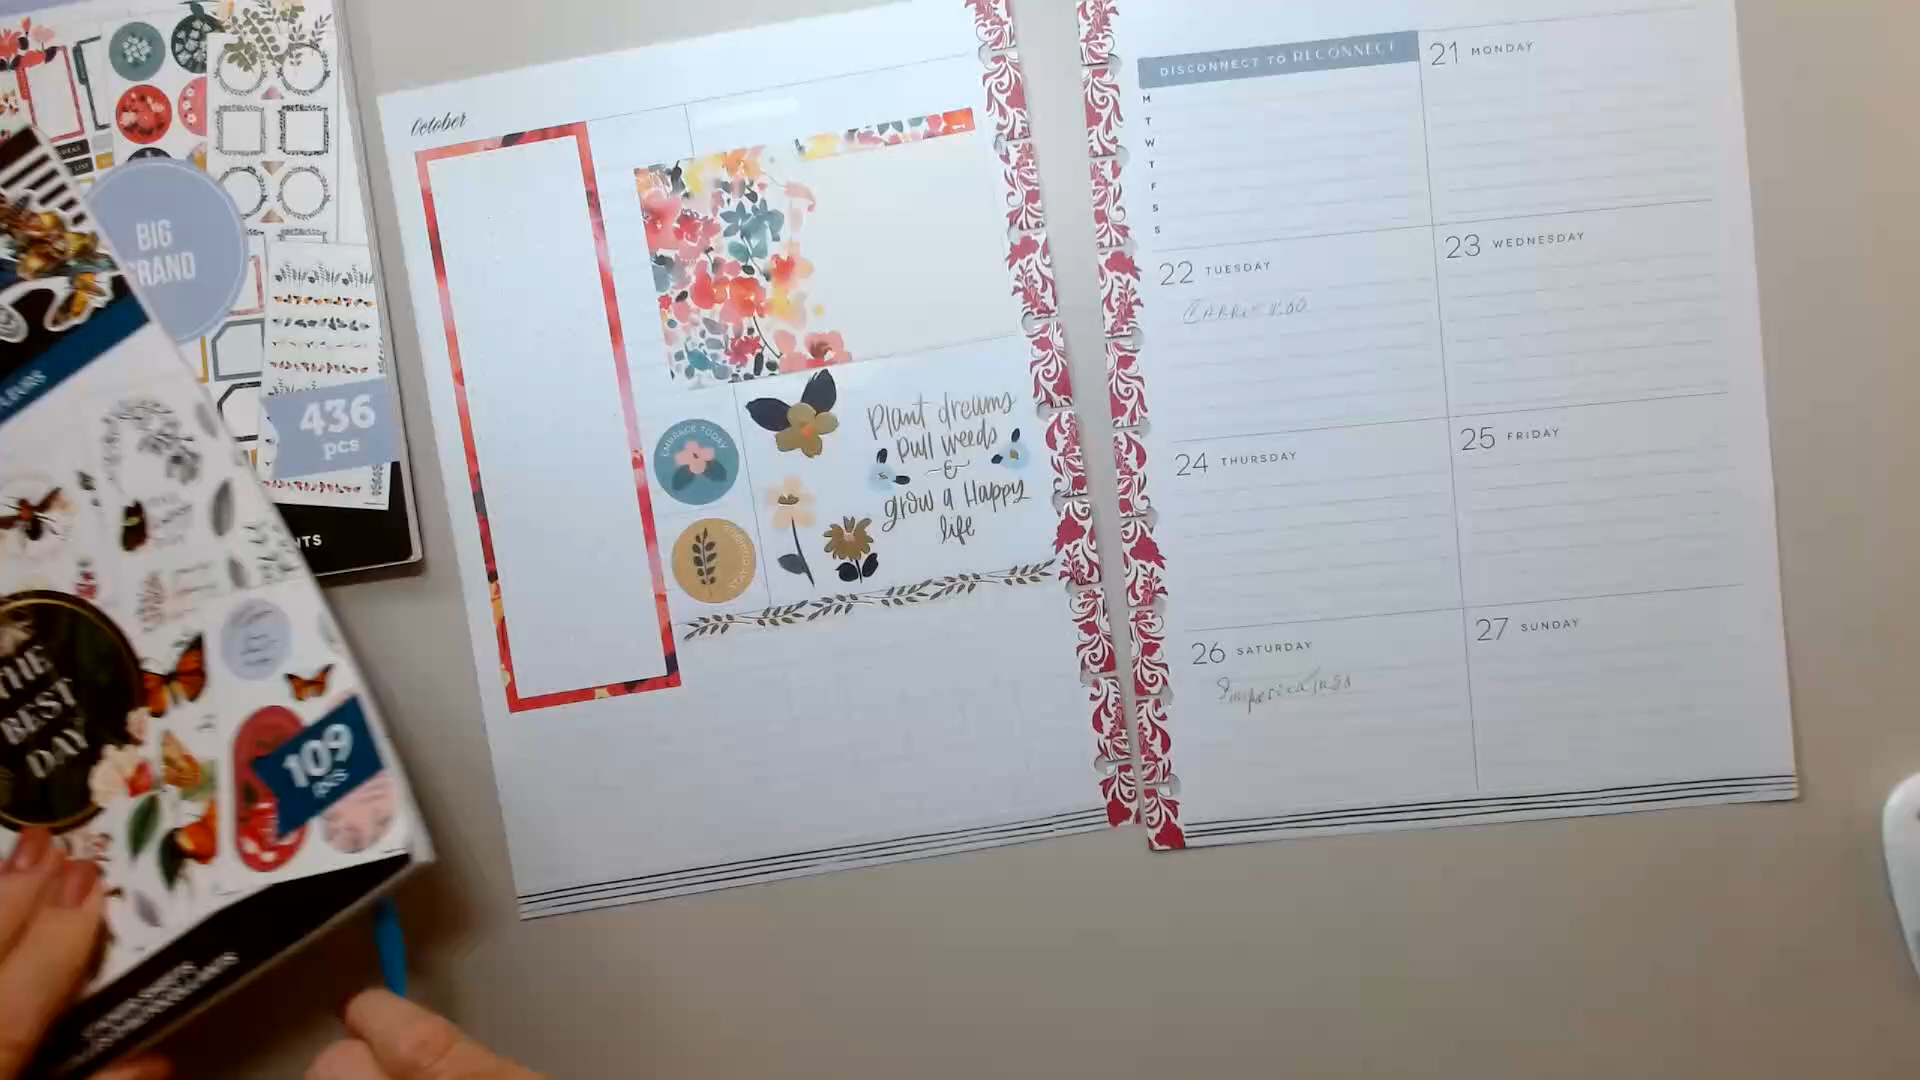 BIG
436
pcs
THE
BEST
DAY
109
pcs
October
EMBRACE TODAY
Plant dreams
Pull weeds
&
grow a Happy
life
DISCONNECT TO RECONNECT
M
T
W
T
F
S
S
21 MONDAY
22 TUESDAY
23 WEDNESDAY
24 THURSDAY
25 FRIDAY
26 SATURDAY
27 SUNDAY